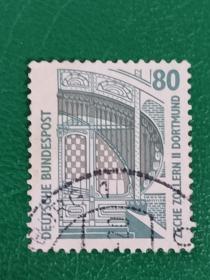 80
DEUTSCHE BUNDESPOST
ZECHE ZOLLERN II DORTMUND